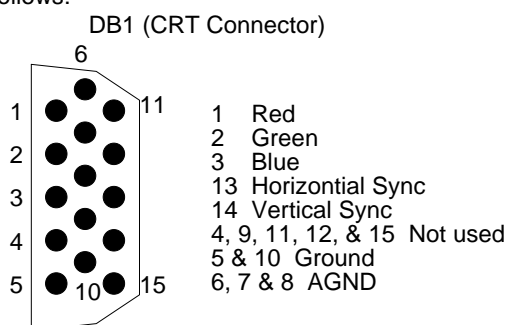 ollows:
DB1 (CRT Connector)
6
1
11
2
3
4
5
10
15
1 Red
2 Green
3 Blue
13 Horizontial Sync
14 Vertical Sync
4, 9, 11, 12, & 15 Not used
5 & 10 Ground
6, 7 & 8 AGND